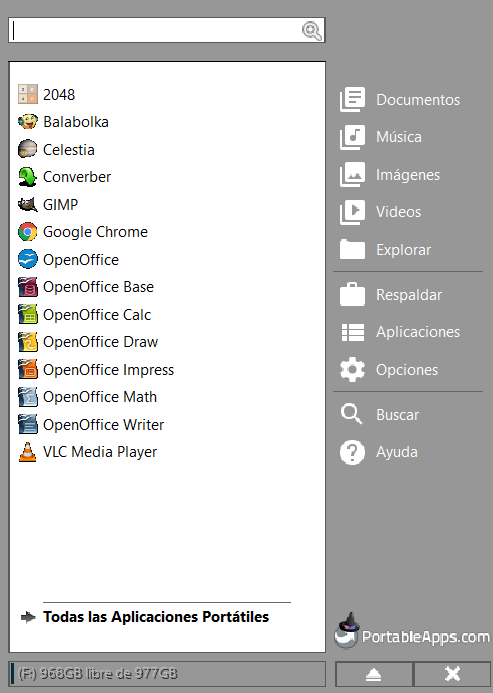 2048
Balabolka
Celestia
Converber
GIMP
Google Chrome
OpenOffice
OpenOffice Base
OpenOffice Calc
OpenOffice Draw
OpenOffice Impress
OpenOffice Math
OpenOffice Writer
VLC Media Player
Todas las Aplicaciones Portátiles
(F:) 968GB libre de 977GB
Documentos
Música
Imágenes
Videos
Explorar
Respaldar
Aplicaciones
Opciones
Buscar
Ayuda
PortableApps.com